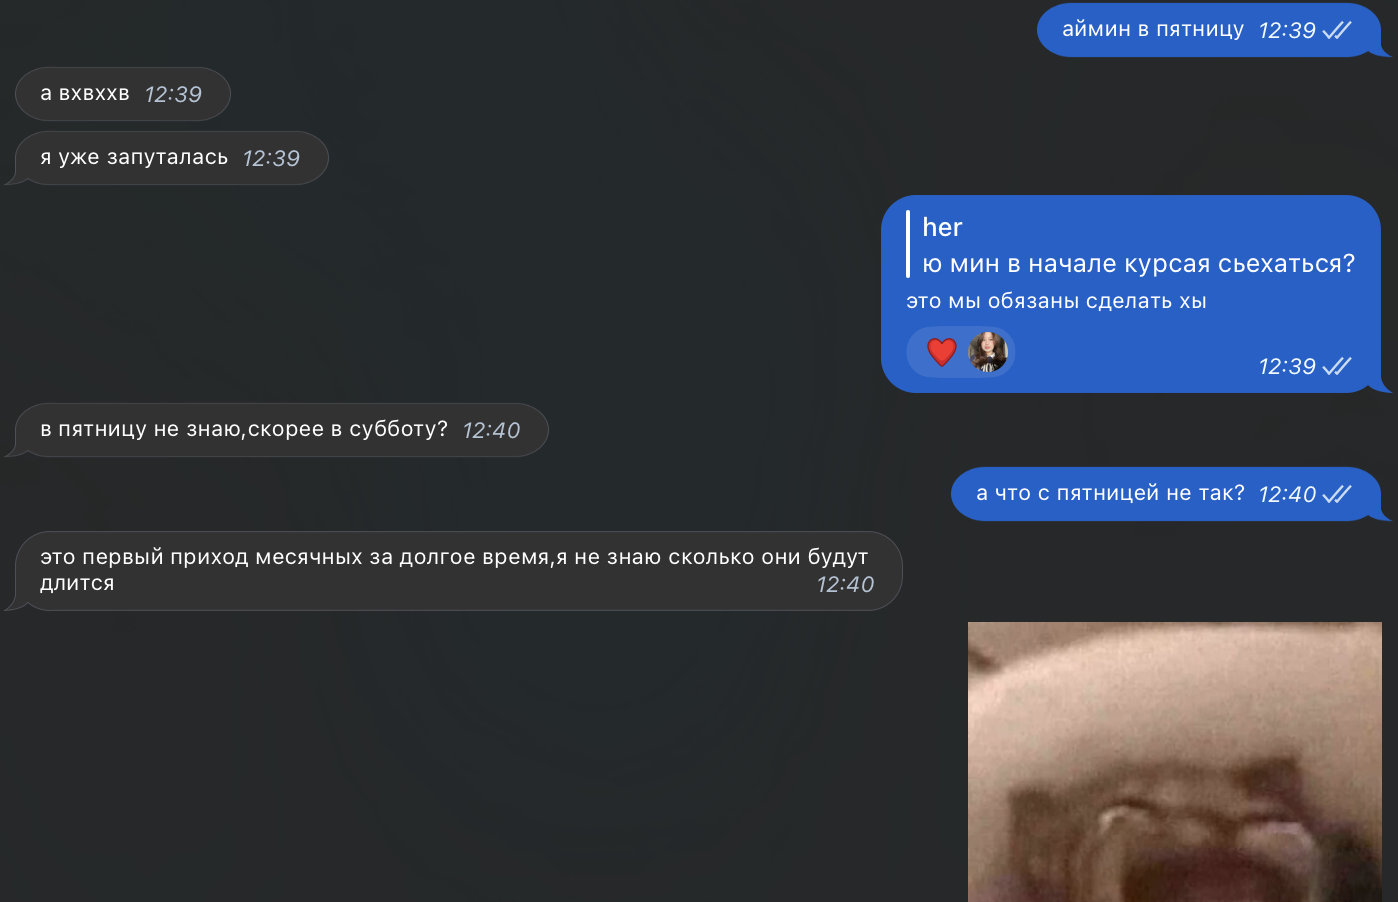 аймин в пятницу 12:39
а вхвххв 12:39
я уже запуталась 12:39
her
ю мин в начале курсая сьехаться?
это мы обязаны сделать хы
12:39
в пятницу не знаю,скорее в субботу? 12:40
а что с пятницей не так? 12:40
это первый приход месячных за долгое время,я не знаю сколько они будут
длится 12:40